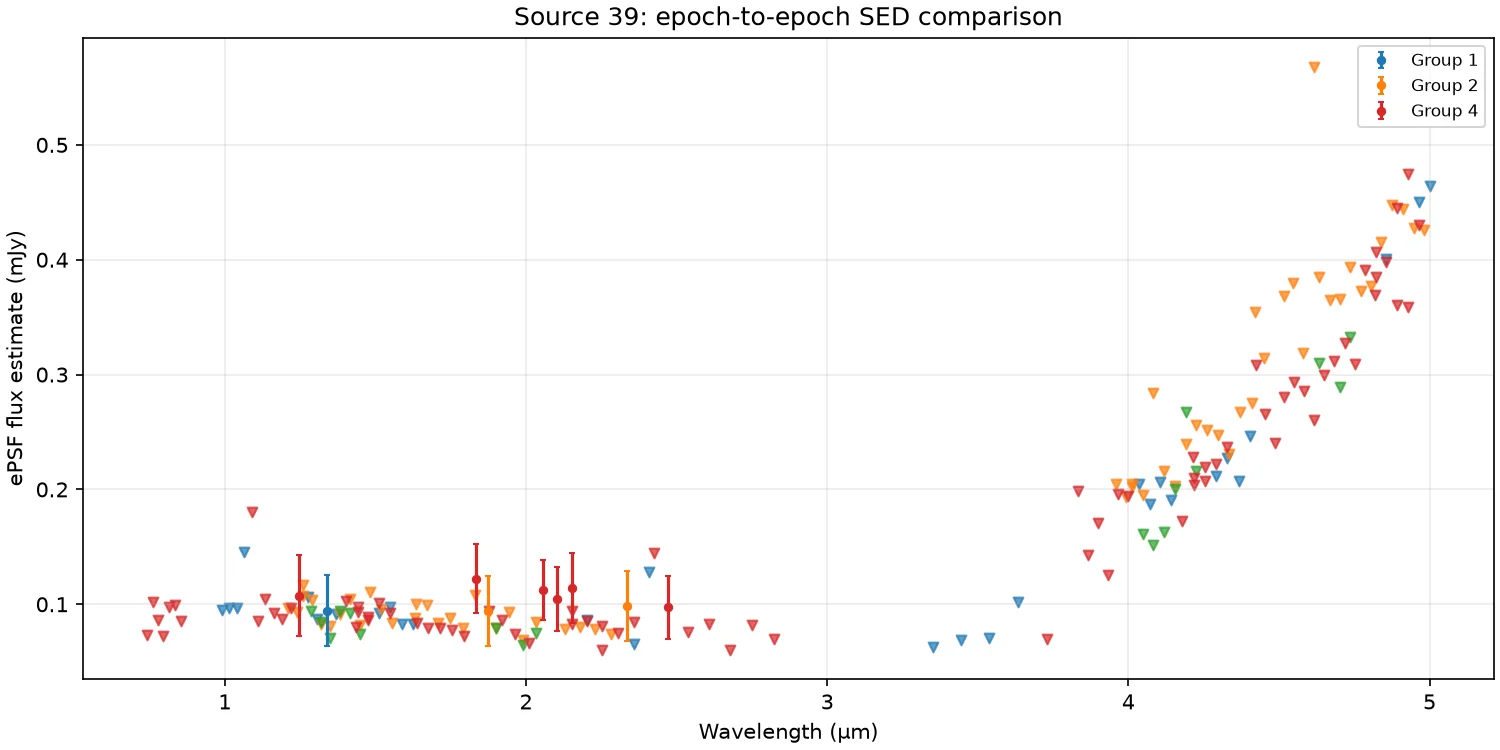 Source 39: epoch-to-epoch SED comparison
ePSF flux estimate (mJy)
0.5
0.4
0.3
0.2
0.1
Group 1
Group 2
Group 4
1 2 3 4 5
Wavelength (μm)